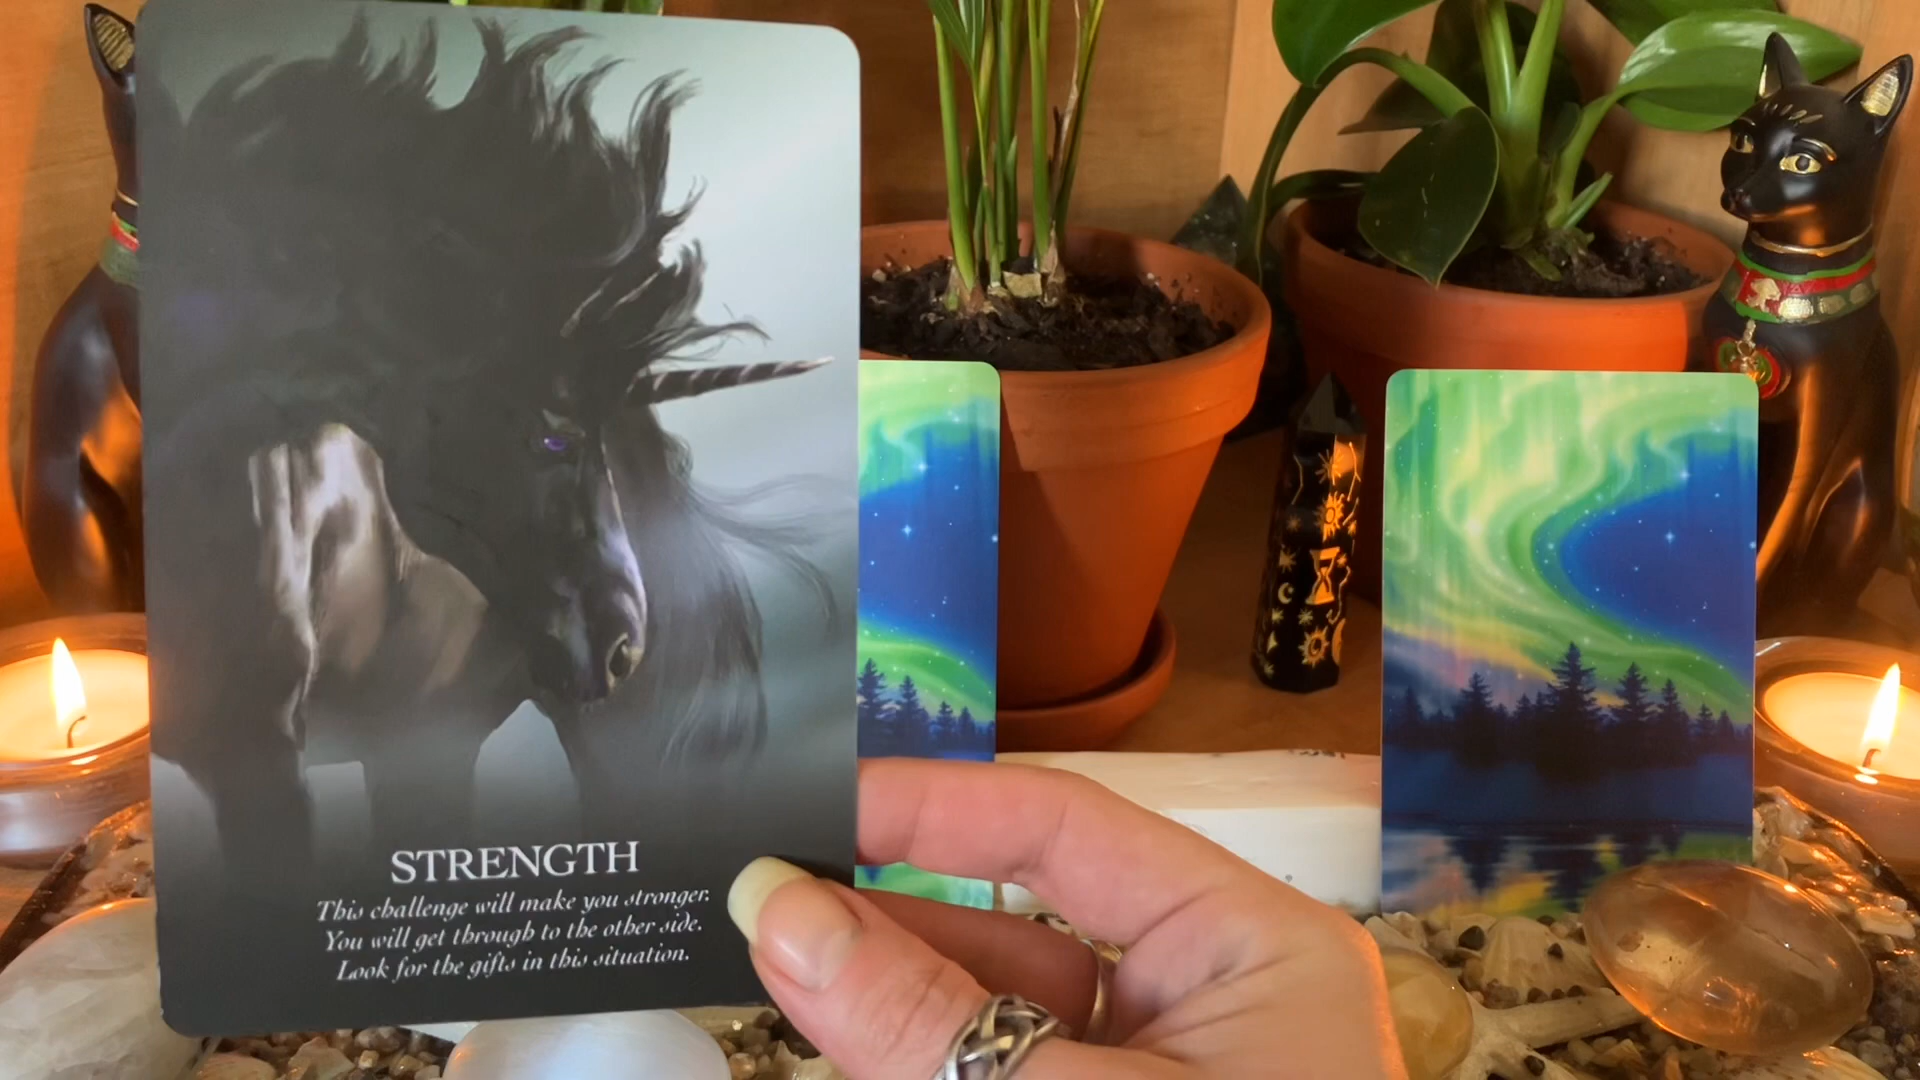 STRENGTH
This challenge will make you stronger.
You will get through to the other side.
Look for the gifts in this situation.